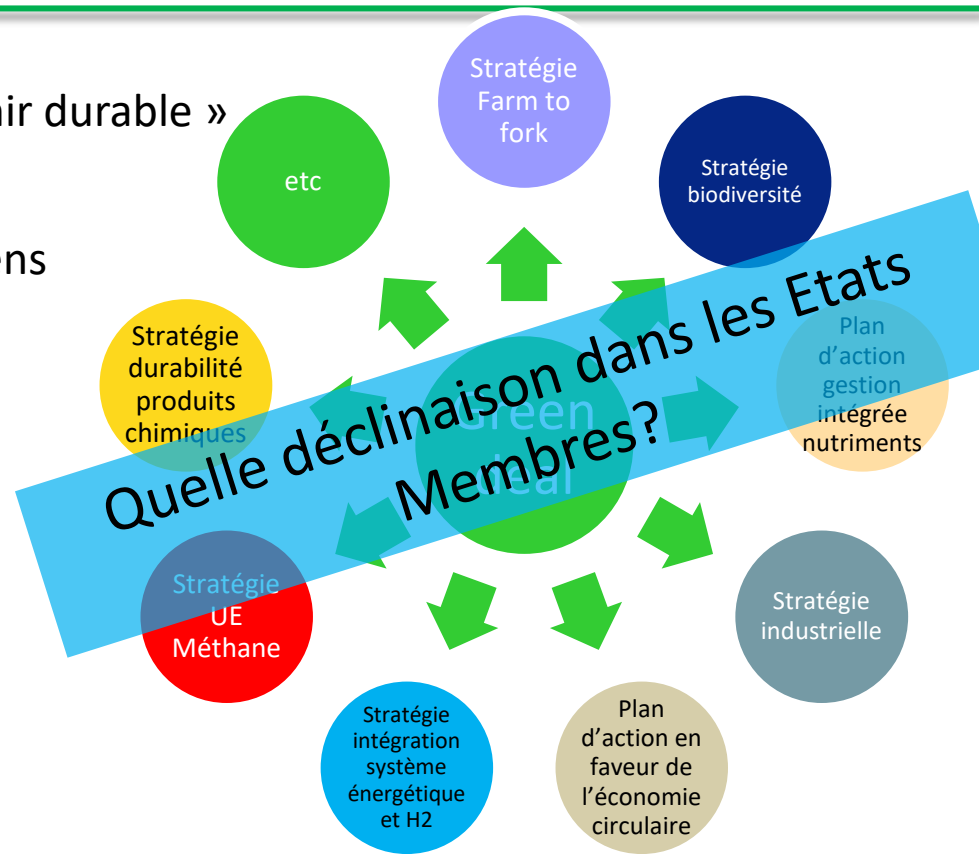 ir durable »
ens
Stratégie
Farm to
fork
Stratégie
biodiversité
Plan
d’action
gestion
intégrée
nutriments
Stratégie
industrielle
Plan
d’action en
faveur de
l’économie
circulaire
Stratégie
intégration
système
énergétique
et H2
Stratégie
UE
Méthane
Stratégie
durabilité
produits
chimiques
etc
Green
deal
Quelle déclinaison dans les Etats
Membres?